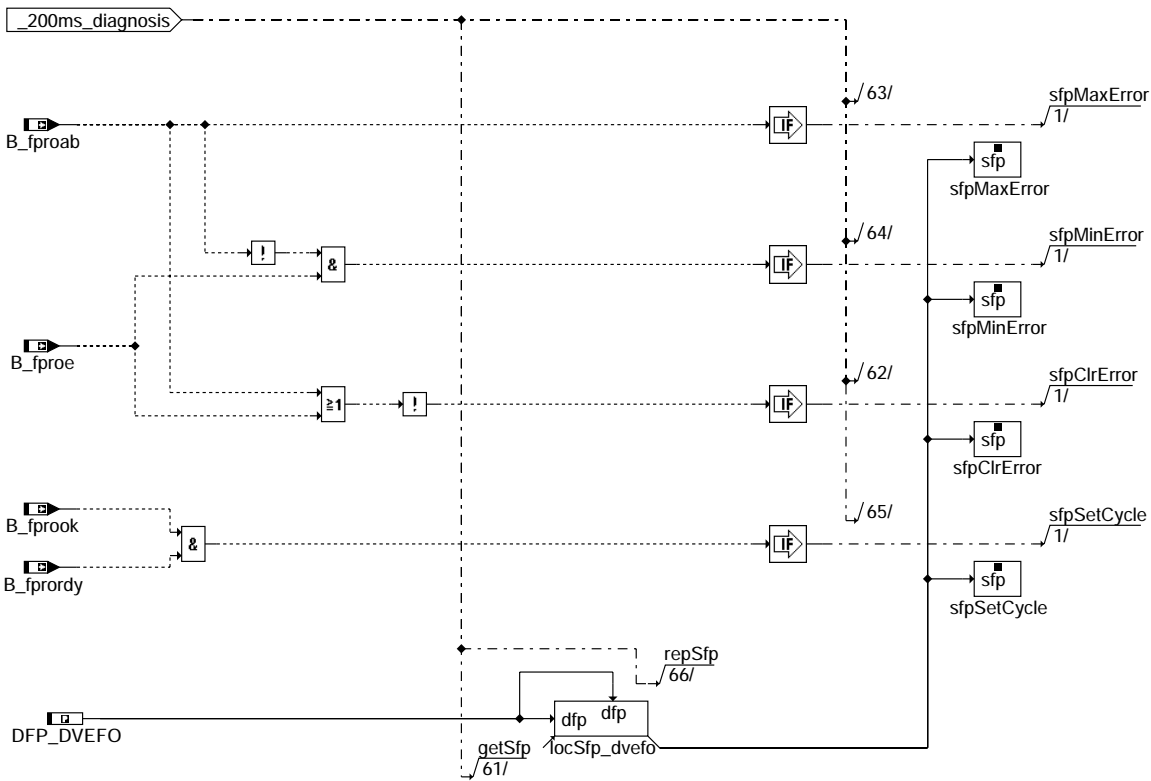 _200ms_diagnosis
/63/
sfpMaxError
1/
B_fproab
IF
sfp
sfpMaxError
/64/
sfpMinError
1/
!
&
IF
sfp
sfpMinError
B_fproe
/62/
sfpClrError
1/
≧1
!
IF
sfp
sfpClrError
B_fprook
/65/
sfpSetCycle
1/
&
IF
B_fprordy
sfp
sfpSetCycle
repSfp
66/
dfp
dfp
DFP_DVEFO
getSfp
locSfp_dvefo
61/